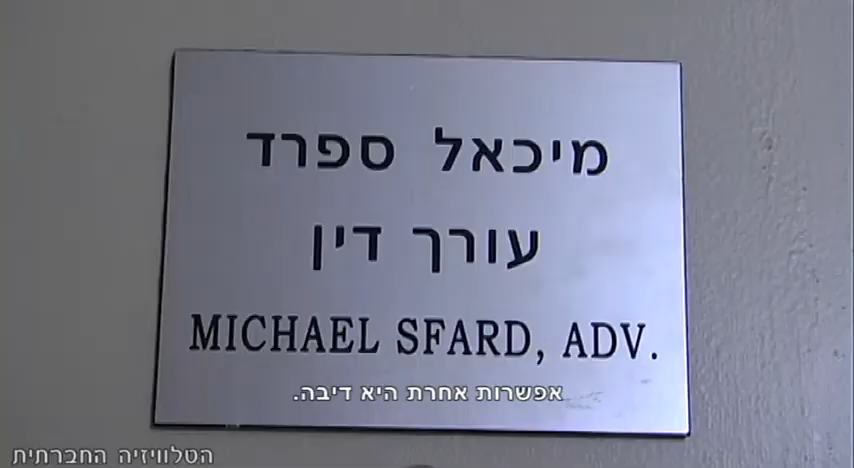 מיכאל ספרד
עורך דין
MICHAEL SFARD, ADV.
אפשרות אחרת היא דיבה.
הטלוויזיה החברתית